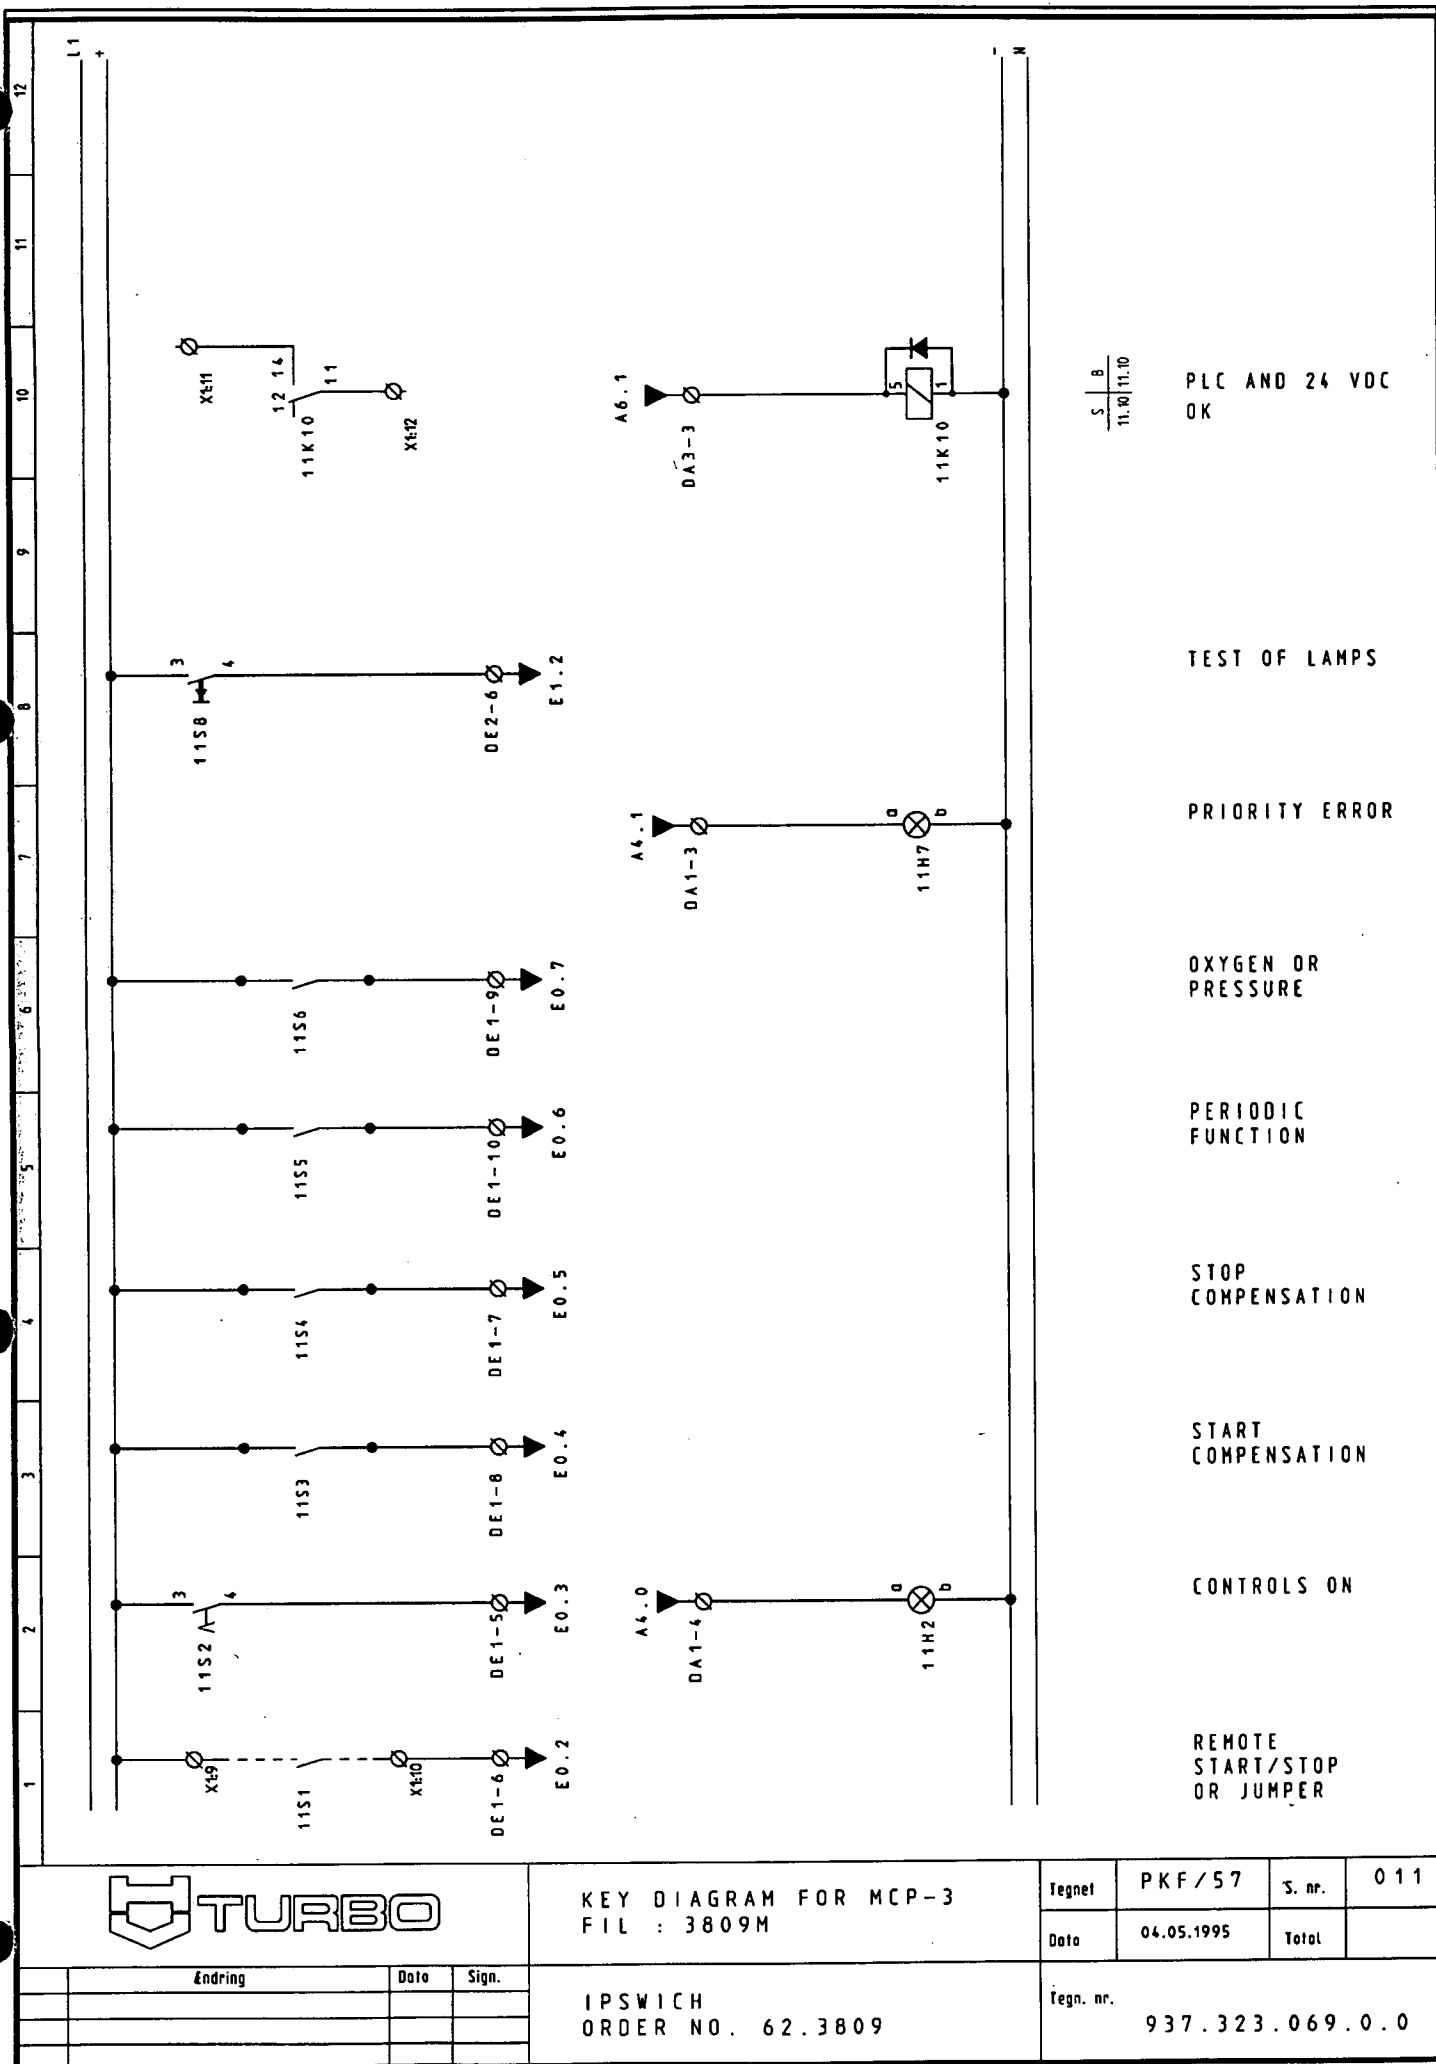 L1
+
-
N
12
11
10
9
8
7
6
5
4
3
2
1
X1:11
12 14
11
11K10
X1:12
A6.1
DA3-3
5
1
11K10
S B
11.10 11.10
PLC AND 24 VDC
OK
3
4
11S8
DE2-6
E1.2
TEST OF LAMPS
A4.1
DA1-3
a
b
11H7
PRIORITY ERROR
11S6
DE1-9
E0.7
OXYGEN OR
PRESSURE
11S5
DE1-10
E0.6
PERIODIC
FUNCTION
11S4
DE1-7
E0.5
STOP
COMPENSATION
11S3
DE1-8
E0.4
START
COMPENSATION
3
4
11S2
DE1-5
E0.3
A4.0
DA1-4
a
b
11H2
CONTROLS ON
X1:9
11S1
X1:10
DE1-6
E0.2
REMOTE
START/STOP
OR JUMPER
TURBO
KEY DIAGRAM FOR MCP-3
FIL : 3809M
Tegnet PKF/57 S. nr. 011
Dato 04.05.1995 Total
Endring Dato Sign.
IPSWICH
ORDER NO. 62.3809
Tegn. nr.
937.323.069.0.0